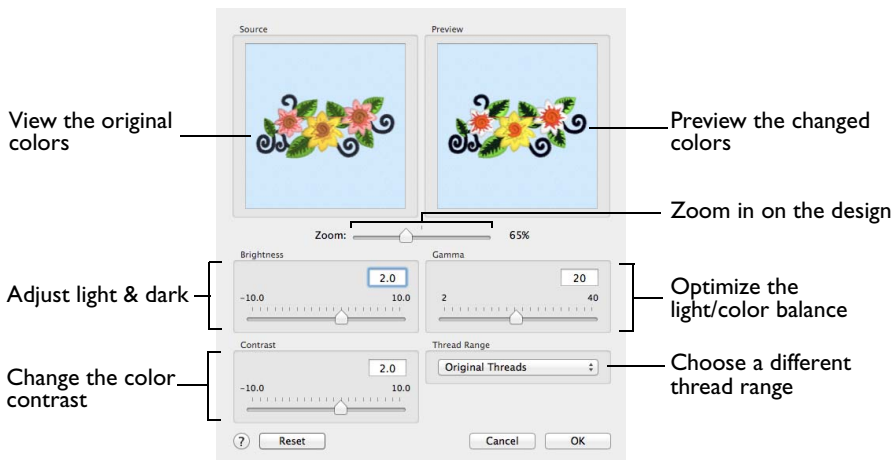 Source
Preview
View the original
colors
Preview the changed
colors
Zoom in on the design
Zoom:
65%
Brightness
Gamma
2.0
20
-10.0
10.0
2
40
Adjust light & dark
Optimize the
light/color balance
Contrast
Thread Range
2.0
Original Threads
-10.0
10.0
Change the color
contrast
Choose a different
thread range
?
Reset
Cancel
OK